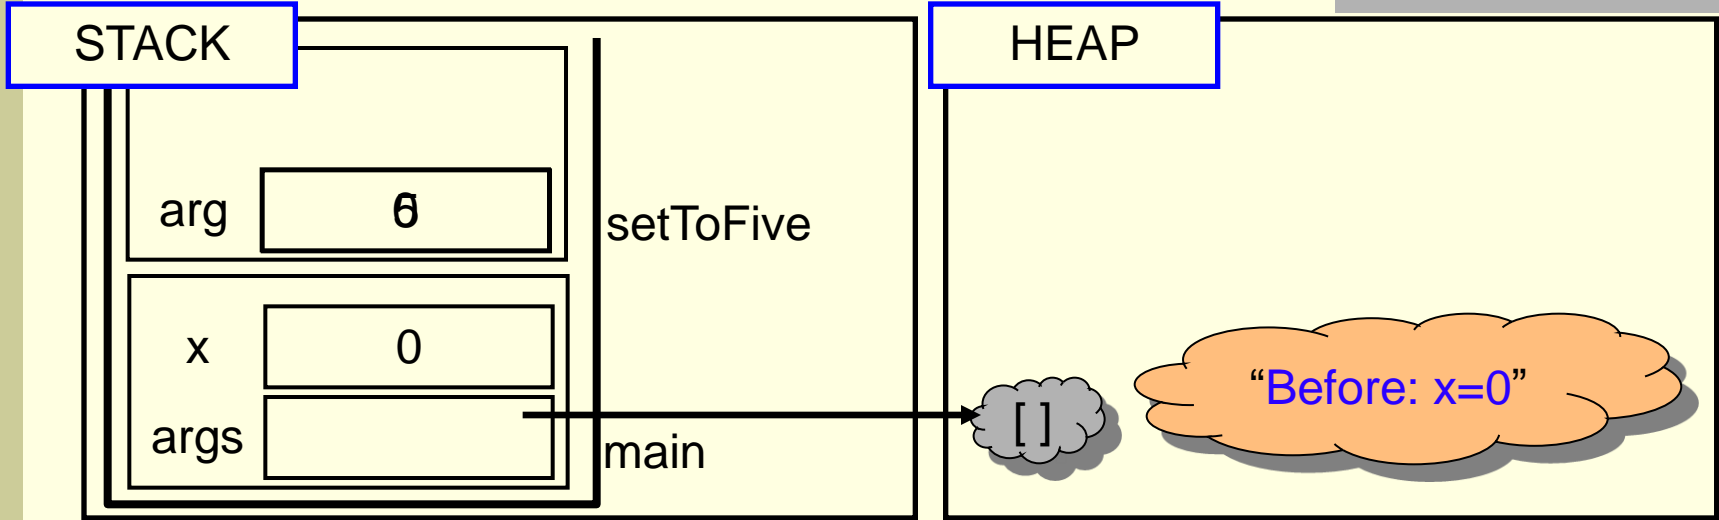 STACK
HEAP
arg
setToFive
x 0
“Before: x=0”
args
[ ]
main